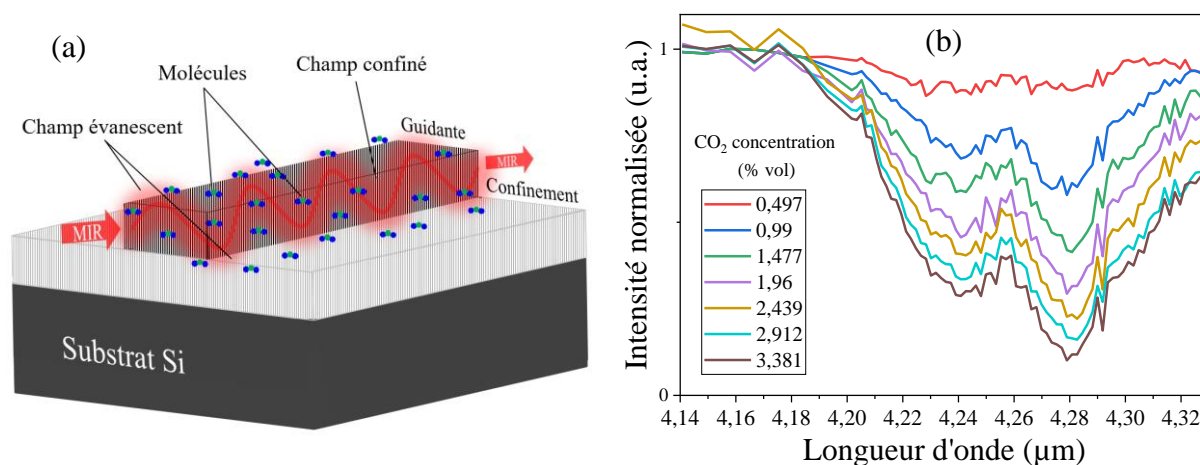 (a)
Molécules
Champ confiné
Champ évanescent
Guidante
MIR
Confinement
MIR
Substrat Si
(b)
Intensité normalisée (u.a.)
1
0
CO2 concentration
(% vol)
0,497
0,99
1,477
1,96
2,439
2,912
3,381
4,14 4,16 4,18 4,20 4,22 4,24 4,26 4,28 4,30 4,32
Longueur d'onde (µm)